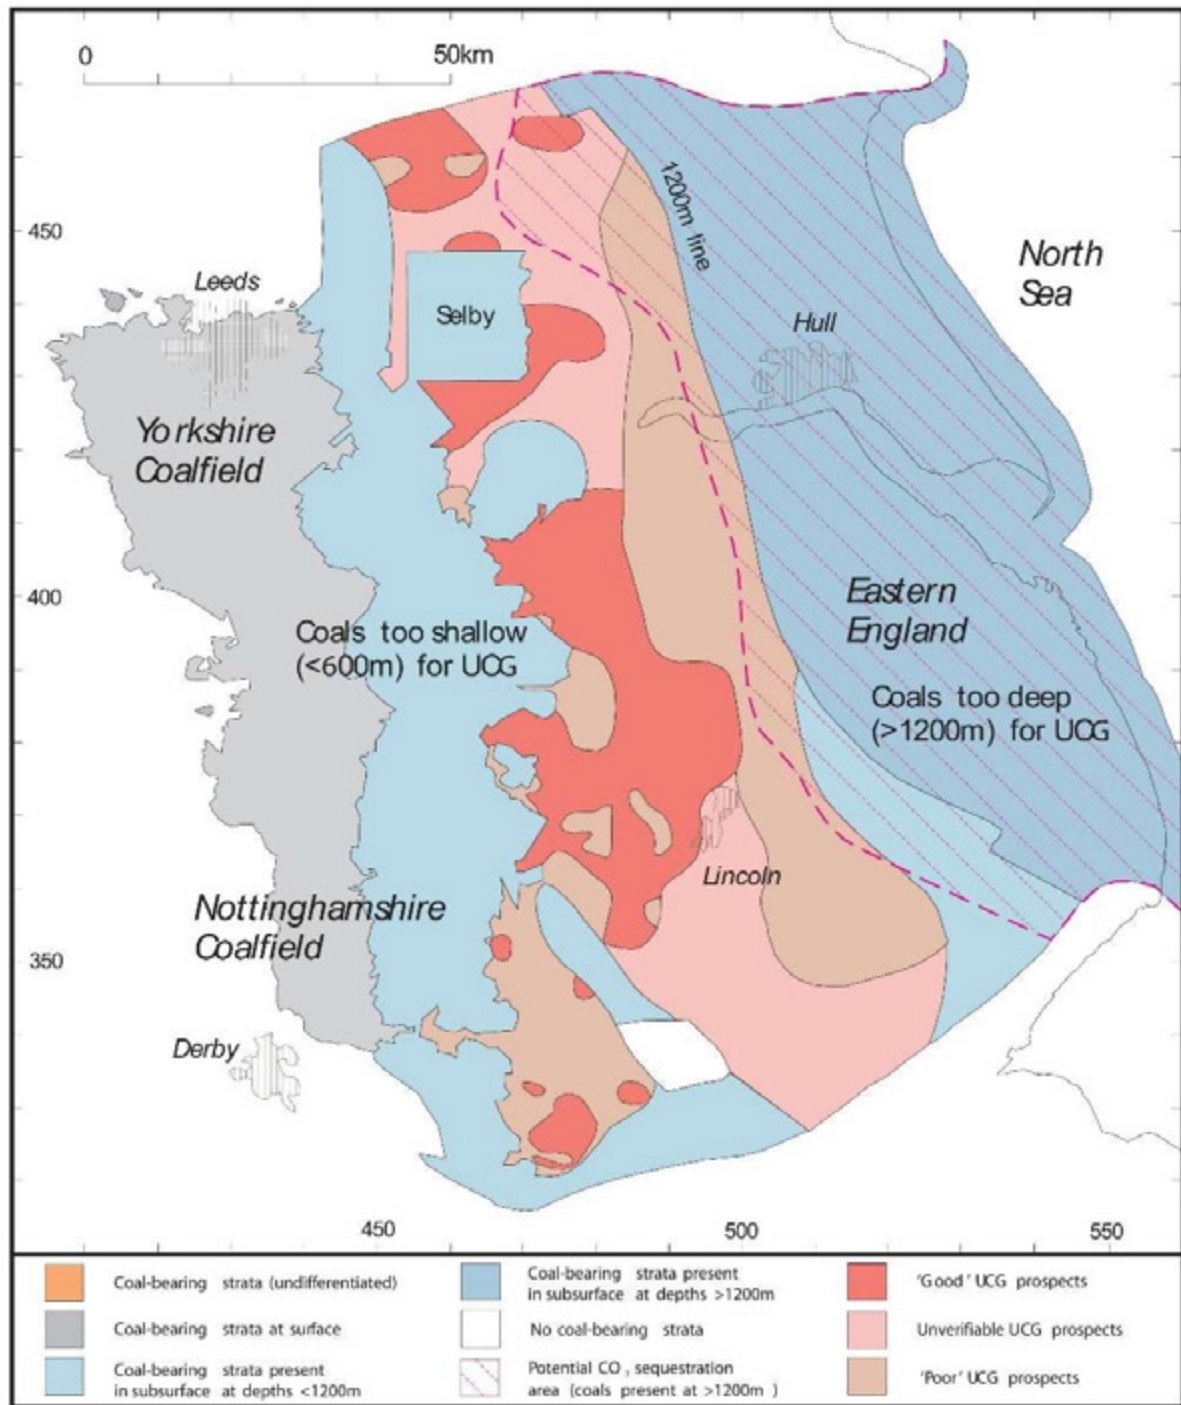 0
50km
450
400
350
Leeds
Selby
1200m line
North
Sea
Hull
Yorkshire
Coalfield
Coals too shallow
(<600m) for UCG
Eastern
England
Coals too deep
(>1200m) for UCG
Lincoln
Nottinghamshire
Coalfield
Derby
450
500
550
Coal-bearing strata (undifferentiated)
Coal-bearing strata at surface
Coal-bearing strata present
in subsurface at depths <1200m
Coal-bearing strata present
in subsurface at depths >1200m
No coal-bearing strata
Potential CO₂ sequestration
area (coals present at >1200m )
'Good' UCG prospects
Unverifiable UCG prospects
'Poor' UCG prospects